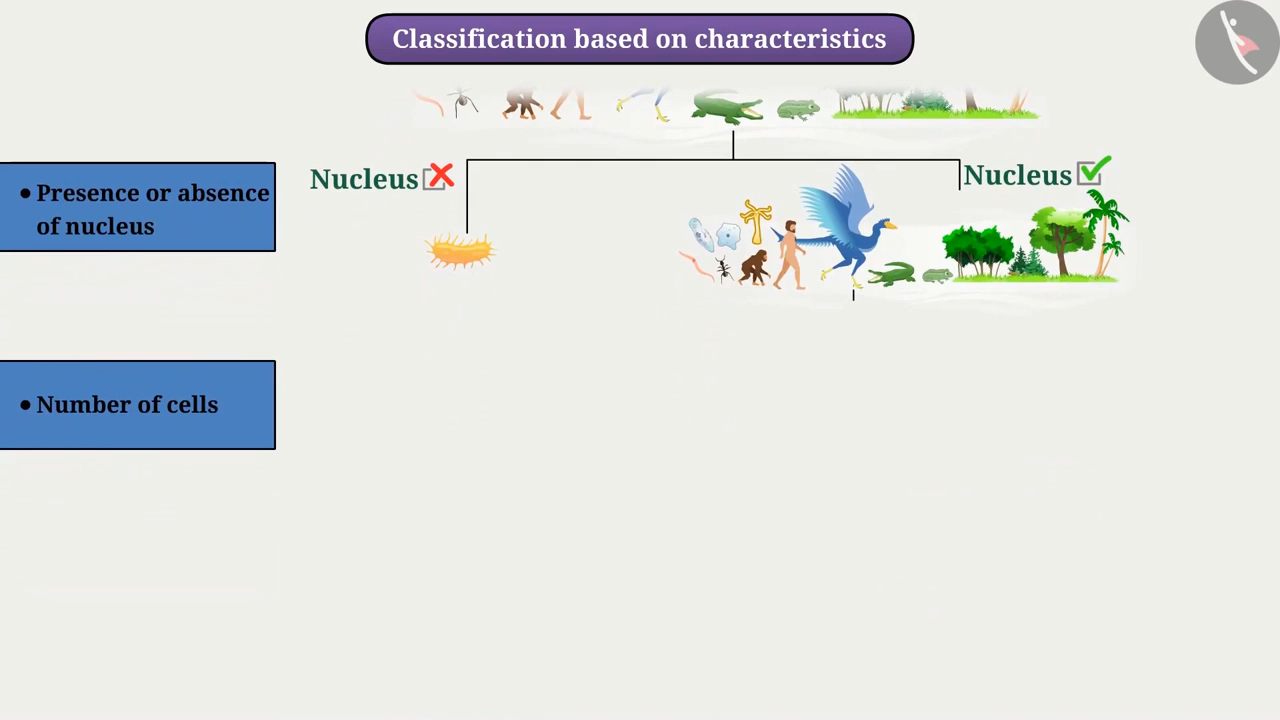 Classification based on characteristics
Nucleus
Nucleus
• Presence or absence
of nucleus
• Number of cells